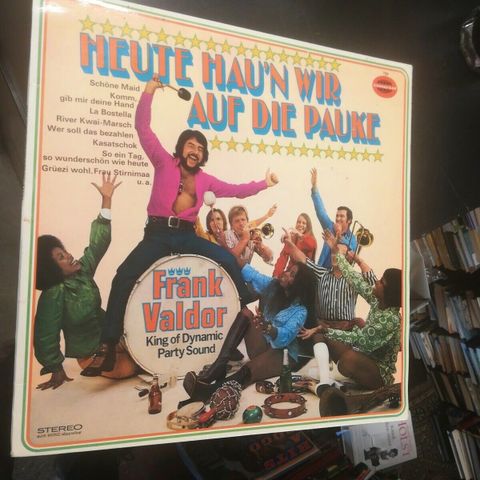 HEUTE HAU'N WIR
AUF DIE PAUKE
Schöne Maid
Komm,
gib mir deine Hand
La Bostella
River Kwai-Marsch
Wer soll das bezahlen
Kasatschok
So ein Tag,
so wunderschön wie heute
Grüezi wohl, Frau Stirnimaa
u. a.
Frank
Valdor
King of Dynamic
Party Sound
STEREO